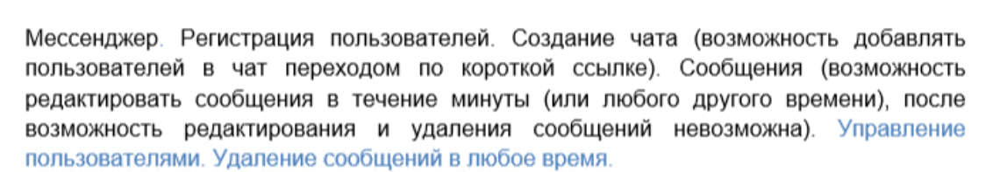 Мессенджер. Регистрация пользователей. Создание чата (возможность добавлять
пользователей в чат переходом по короткой ссылке). Сообщения (возможность
редактировать сообщения в течение минуты (или любого другого времени), после
возможность редактирования и удаления сообщений невозможна). Управление
пользователями. Удаление сообщений в любое время.